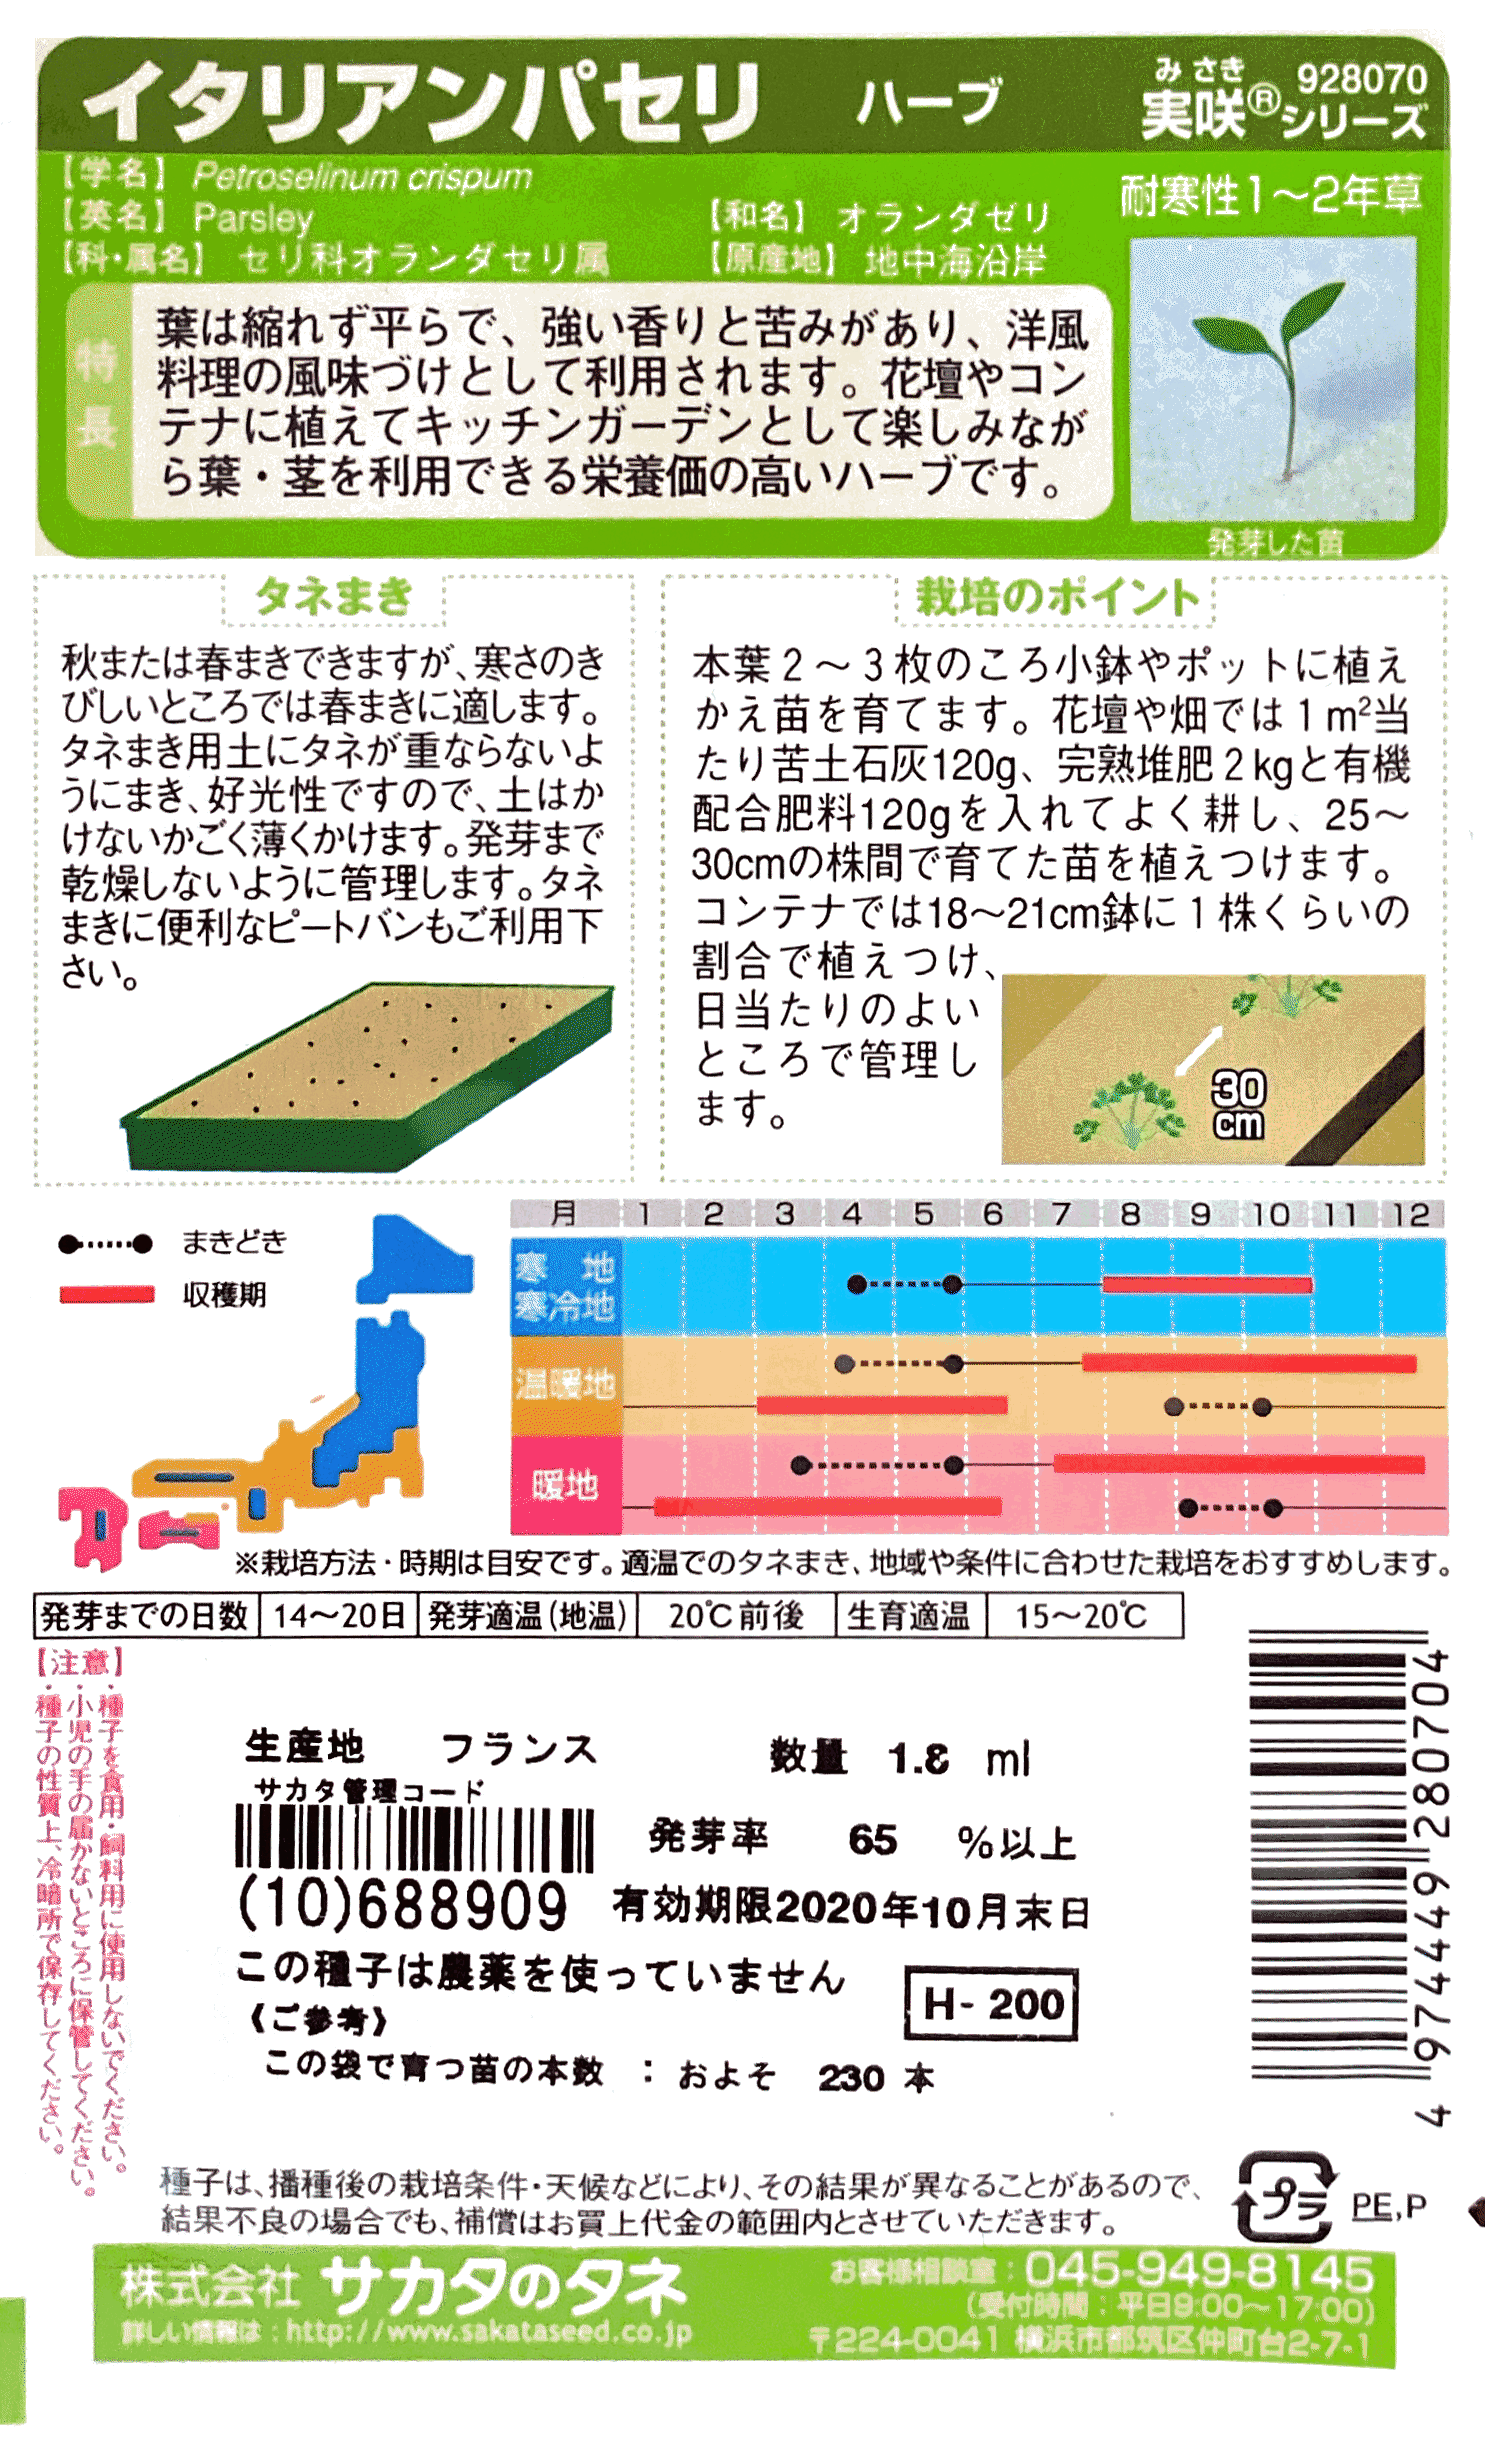 イタリアンパセリ ハーブ
みさき
実咲®シリーズ 928070
【学名】 Petroselinum crispum
【英名】 Parsley 【和名】 オランダゼリ
【科・属名】 セリ科オランダセリ属 【原産地】 地中海沿岸
耐寒性1～2年草
特長
葉は縮れず平らで、強い香りと苦みがあり、洋風
料理の風味づけとして利用されます。花壇やコン
テナに植えてキッチンガーデンとして楽しみなが
ら葉・茎を利用できる栄養価の高いハーブです。
発芽した苗
タネまき
秋または春まきできますが、寒さのき
びしいところでは春まきに適します。
タネまき用土にタネが重ならないよ
うにまき、好光性ですので、土はか
けないかごく薄くかけます。発芽まで
乾燥しないように管理します。タネ
まきに便利なピートバンもご利用下
さい。
栽培のポイント
本葉2～3枚のころ小鉢やポットに植え
かえ苗を育てます。花壇や畑では1m²当
たり苦土石灰120g、完熟堆肥2kgと有機
配合肥料120gを入れてよく耕し、25～
30cmの株間で育てた苗を植えつけます。
コンテナでは18～21cm鉢に1株くらいの
割合で植えつけ、
日当たりのよい
ところで管理し
ます。
30
cm
まきどき
収穫期
月 1 2 3 4 5 6 7 8 9 10 11 12
寒地
寒冷地
温暖地
暖地
※栽培方法・時期は目安です。適温でのタネまき、地域や条件に合わせた栽培をおすすめします。
発芽までの日数 14～20日 発芽適温(地温) 20℃前後 生育適温 15～20℃
【注意】
・種子を食用・飼料用に使用しないでください。
・小児の手の届かないところに保管してください。
・種子の性質上、冷暗所で保存してください。
生産地 フランス 数量 1.8 ml
サカタ管理コード
発芽率 65 %以上
(10)688909 有効期限2020年10月末日
この種子は農薬を使っていません
H-200
《ご参考》
この袋で育つ苗の本数 : およそ 230 本
4 974469 280704
種子は、播種後の栽培条件・天候などにより、その結果が異なることがあるので、
結果不良の場合でも、補償はお買上代金の範囲内とさせていただきます。
プラ PE,P
株式会社 サカタのタネ
詳しい情報は : http://www.sakataseed.co.jp
お客様相談室 : 045-949-8145
(受付時間 : 平日9:00～17:00)
〒224-0041 横浜市都筑区仲町台2-7-1